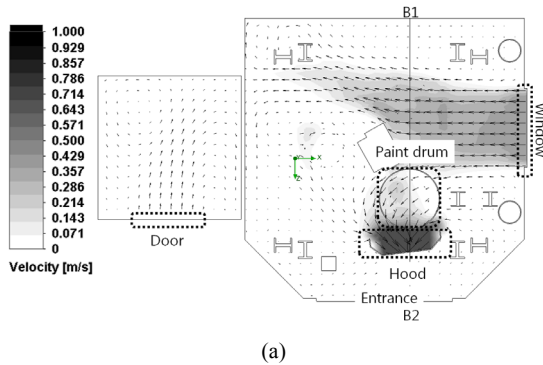 B1
1.000
0.929
0.857
0.786
0.714
0.643
0.571
0.500
0.429
0.357
0.286
0.214
0.143
0.071
0
Velocity [m/s]
Door
X
Z
Paint drum
Window
Hood
Entrance
B2
(a)